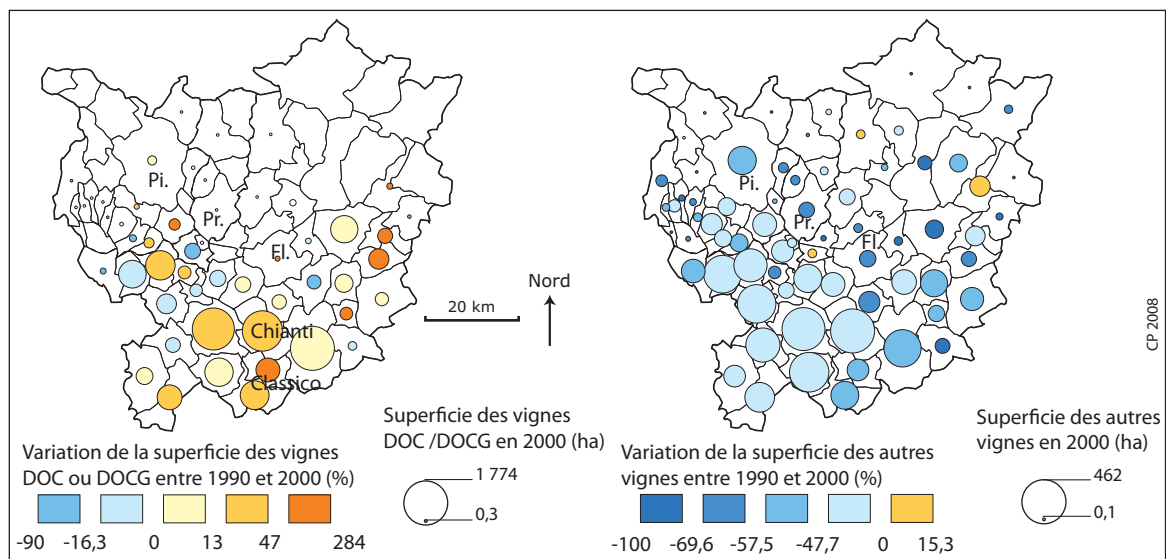 Pi.
Pr.
Fl.
Chianti
Classico
20 km
Nord
Pi.
Pr.
Fl.
CP 2008
Variation de la superficie des vignes
DOC ou DOCG entre 1990 et 2000 (%)
-90 -16,3 0 13 47 284
Superficie des vignes
DOC /DOCG en 2000 (ha)
1 774
0,3
Variation de la superficie des autres
vignes entre 1990 et 2000 (%)
-100 -69,6 -57,5 -47,7 0 15,3
Superficie des autres
vignes en 2000 (ha)
462
0,1